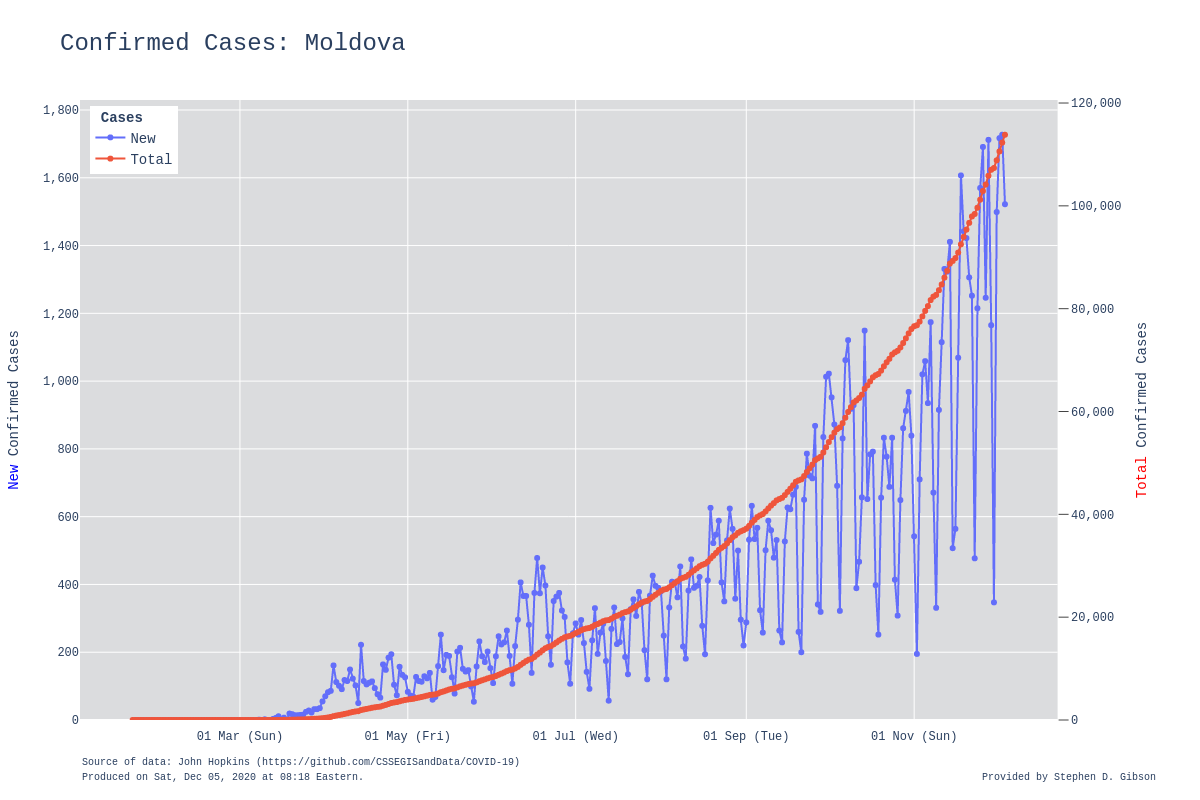 Confirmed Cases: Moldova
Cases
New
Total
1,800
1,600
1,400
1,200
1,000
800
600
400
200
0
New Confirmed Cases
120,000
100,000
80,000
60,000
40,000
20,000
0
Total Confirmed Cases
01 Mar (Sun)
01 May (Fri)
01 Jul (Wed)
01 Sep (Tue)
01 Nov (Sun)
Source of data: John Hopkins (https://github.com/CSSEGISandData/COVID-19)
Produced on Sat, Dec 05, 2020 at 08:18 Eastern.
Provided by Stephen D. Gibson